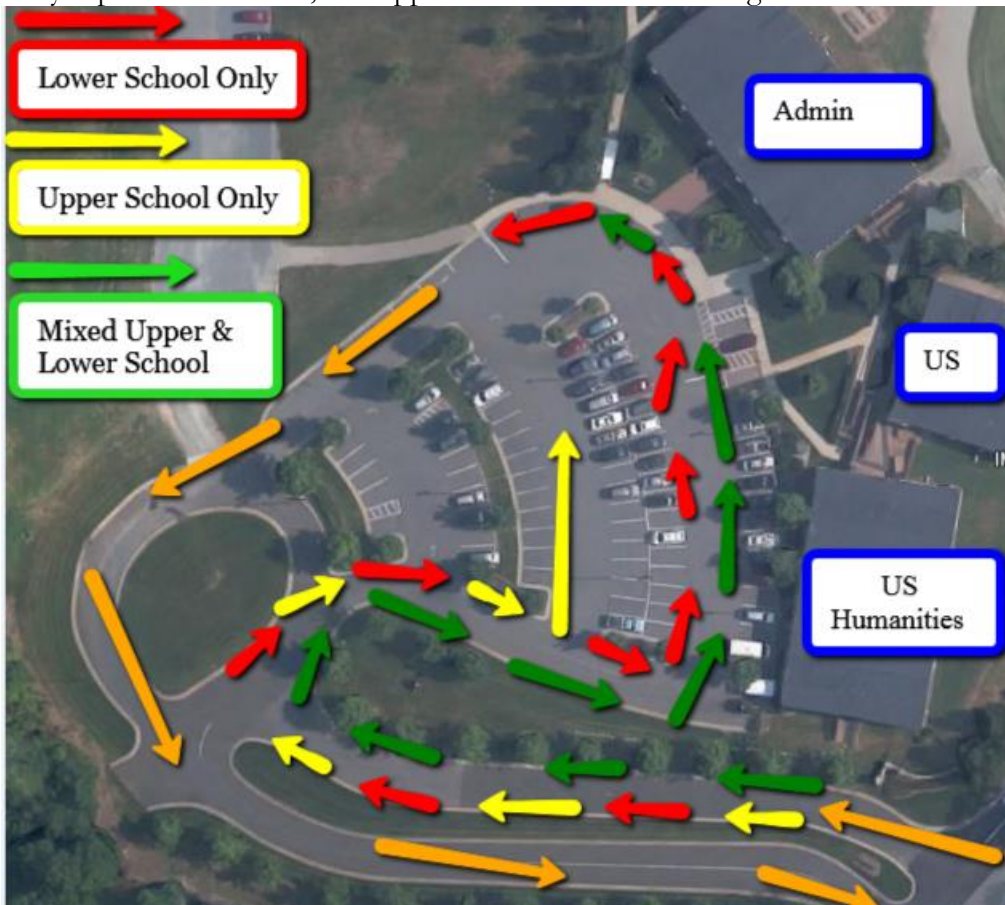 Lower School Only
Upper School Only
Mixed Upper &
Lower School
Admin
US
US
Humanities